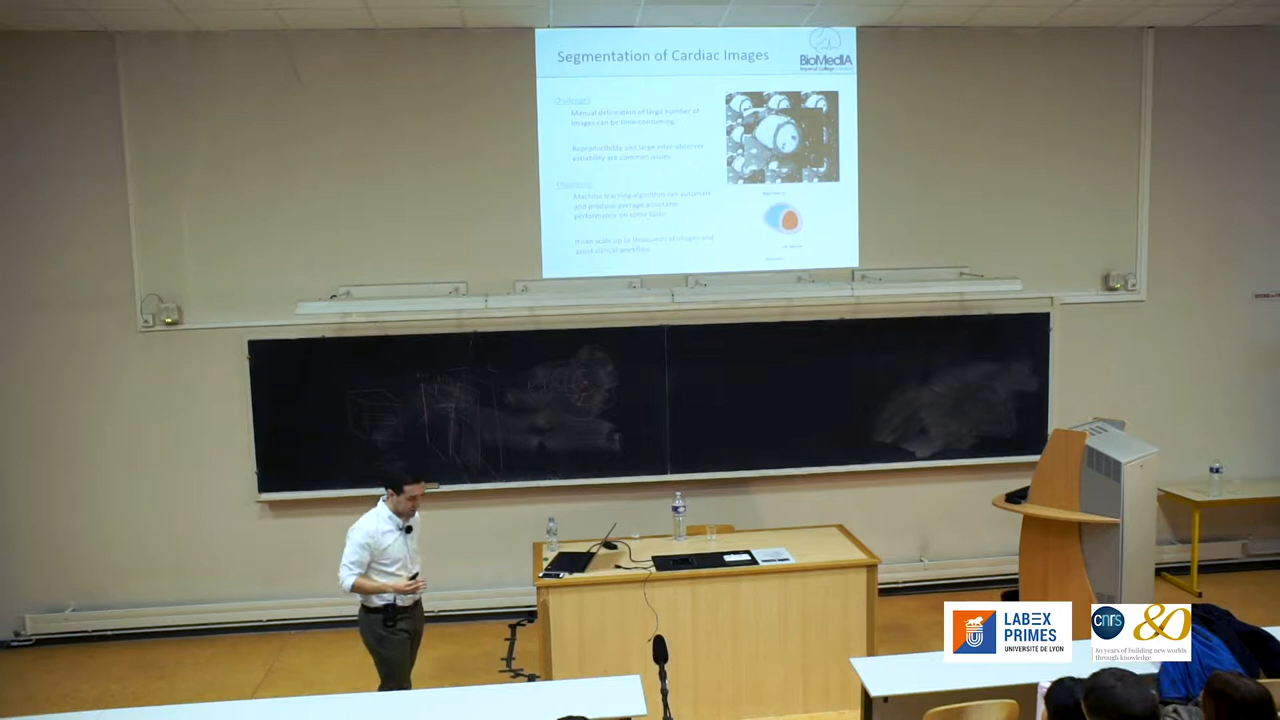 Segmentation of Cardiac Images
BioMedIA
Imperial College London
Challenges
Manual delineation of large number of
images can be time-consuming.
Reproducibility and large inter-observer
variability are common issues
Machine learning algorithm can automate
and produce average acceptable
performance on some tasks
It can scale up to thousands of images and
assist clinical workflow.
LABEX
PRIMES
UNIVERSITÉ DE LYON
cnrs
80
80 years of building new worlds
through knowledge